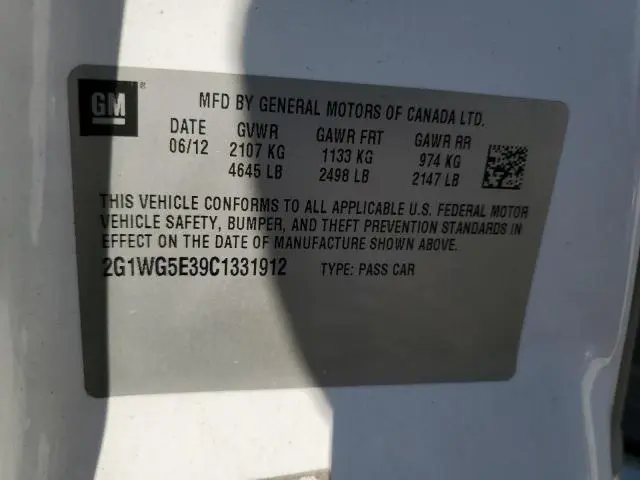 GM ®
MFD BY GENERAL MOTORS OF CANADA LTD.
DATE GVWR GAWR FRT GAWR RR
06/12 2107 KG 1133 KG 974 KG
4645 LB 2498 LB 2147 LB
THIS VEHICLE CONFORMS TO ALL APPLICABLE U.S. FEDERAL MOTOR
VEHICLE SAFETY, BUMPER, AND THEFT PREVENTION STANDARDS IN
EFFECT ON THE DATE OF MANUFACTURE SHOWN ABOVE.
2G1WG5E39C1331912 TYPE: PASS CAR